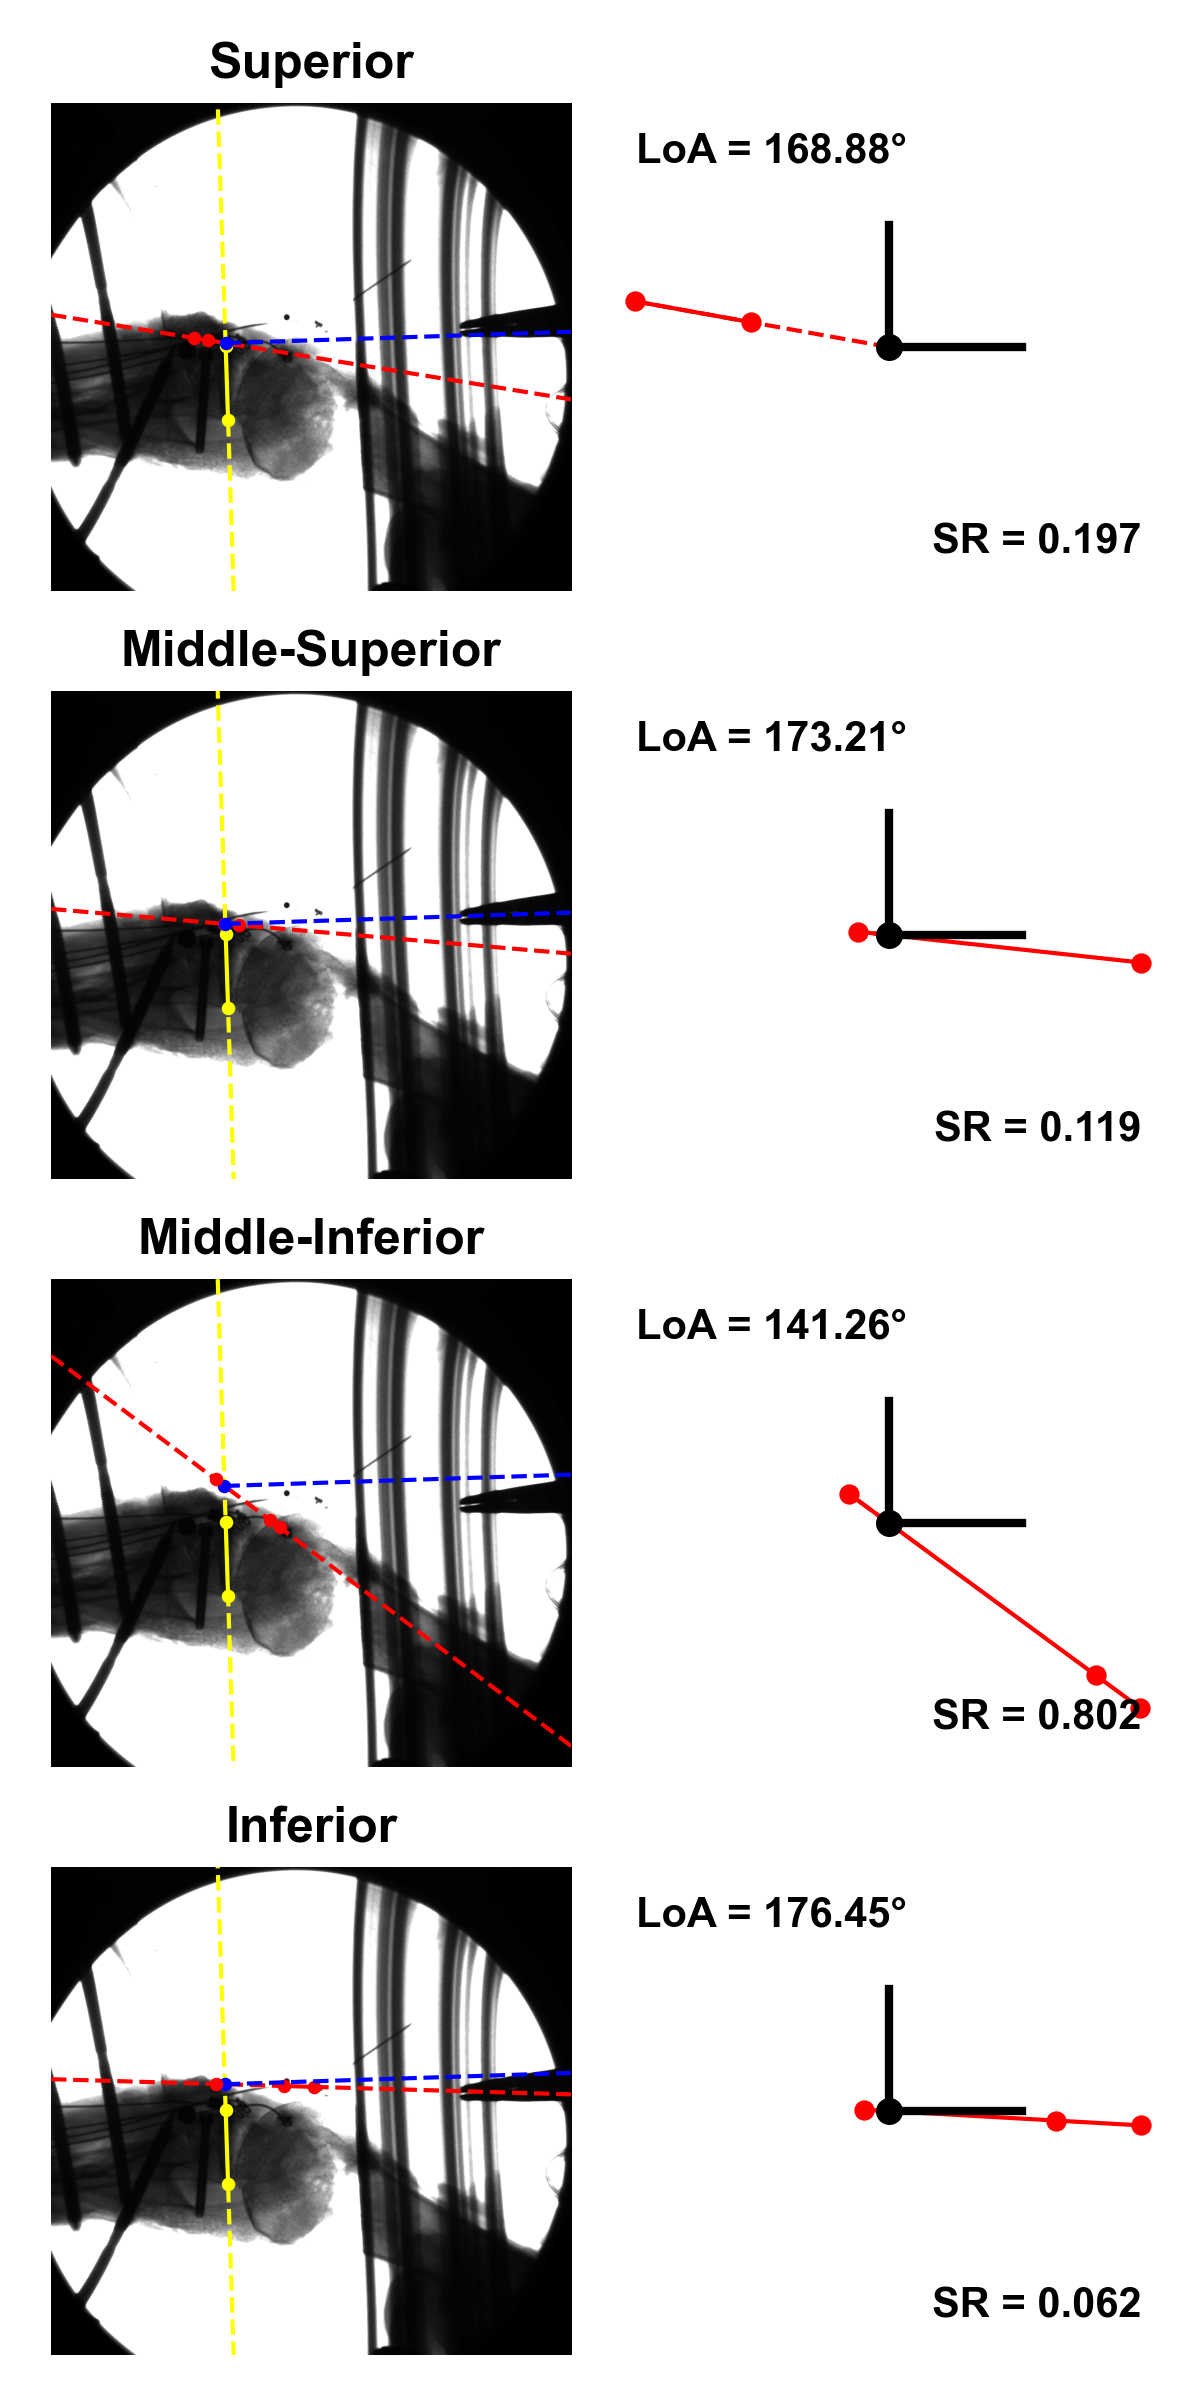 Superior
LoA = 168.88°
SR = 0.197
Middle-Superior
LoA = 173.21°
SR = 0.119
Middle-Inferior
LoA = 141.26°
SR = 0.802
Inferior
LoA = 176.45°
SR = 0.062